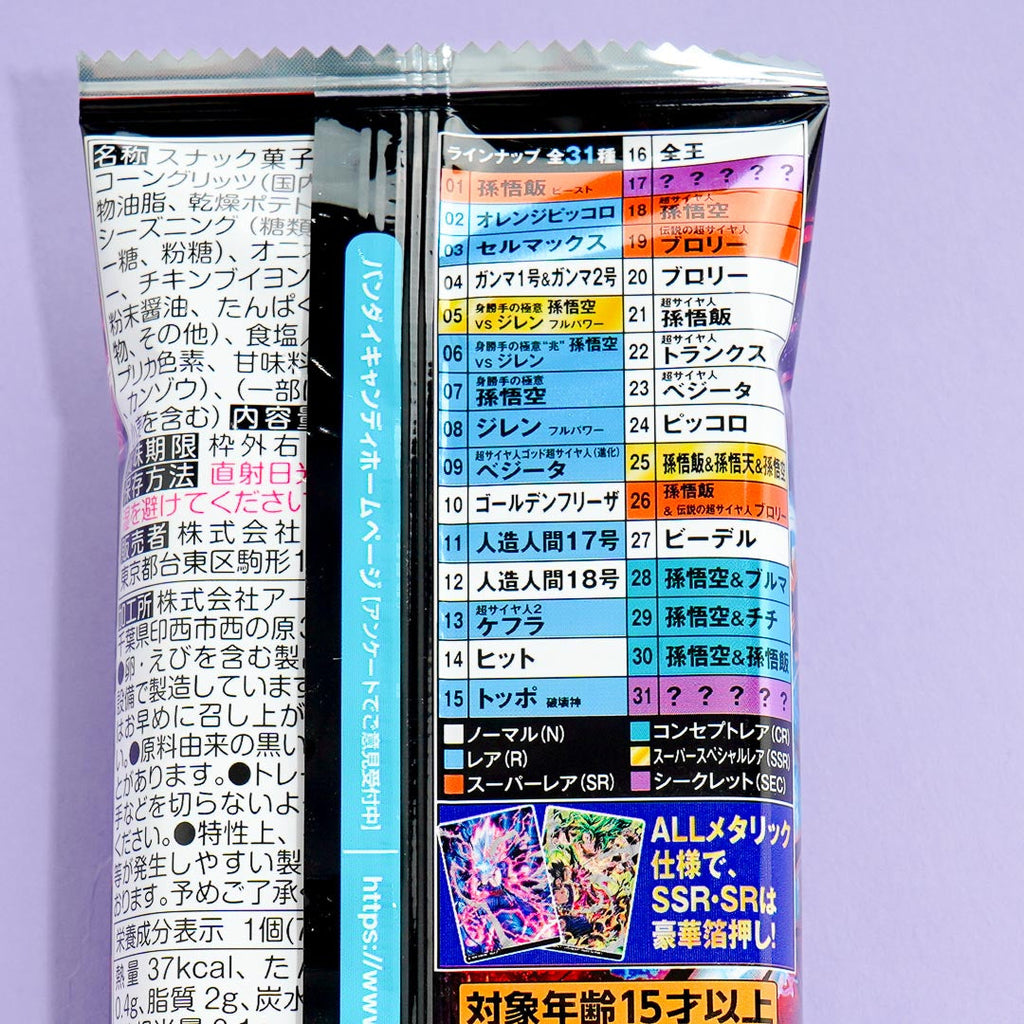 名称 スナック菓子
コーングリッツ(国内
物油脂、乾燥ポテト
シーズニング(糖類
ー糖、粉糖)、オニ
ー、チキンブイヨン
粉末醤油、たんぱく
物、その他)、食塩
プリカ色素、甘味料
カンゾウ)、(一部に
を含む) 内容量
味期限 枠外右
保存方法 直射日光
を避けてください
販売者 株式会社
東京都台東区駒形1
加工所 株式会社アー
千葉県印西市西の原3
●卵・えびを含む製
設備で製造しています
はお早めに召し上が
い。●原料由来の黒い
とがあります。●トレー
手などを切らないよ
ください。●特性上、
等が発生しやすい製
おります。予めご了承く
栄養成分表示 1個(7
熱量 37kcal、たん
0.4g、脂質 2g、炭水
バンダイキャンディホームページ【アンケートでご意見受付中】
https://www
ラインナップ 全31種
01 孫悟飯 ビースト
02 オレンジピッコロ
03 セルマックス
04 ガンマ1号&ガンマ2号
05 身勝手の極意 孫悟空
VS ジレン フルパワー
06 身勝手の極意"兆" 孫悟空
VS ジレン
07 身勝手の極意
孫悟空
08 ジレン フルパワー
09 超サイヤ人ゴッド超サイヤ人(進化)
ベジータ
10 ゴールデンフリーザ
11 人造人間17号
12 人造人間18号
13 超サイヤ人2
ケフラ
14 ヒット
15 トッポ 破壊神
16 全王
17 ? ? ? ? ?
18 超サイヤ人
孫悟空
19 伝説の超サイヤ人
ブロリー
20 ブロリー
21 超サイヤ人
孫悟飯
22 超サイヤ人
トランクス
23 超サイヤ人
ベジータ
24 ピッコロ
25 孫悟飯&孫悟天&孫悟空
26 孫悟飯
& 伝説の超サイヤ人 ブロリー
27 ビーデル
28 孫悟空&ブルマ
29 孫悟空&チチ
30 孫悟空&孫悟飯
31 ? ? ? ? ?
ノーマル(N)
レア(R)
スーパーレア(SR)
コンセプトレア(CR)
スーパースペシャルレア(SSR)
シークレット(SEC)
ALLメタリック
仕様で、
SSR・SRは
豪華箔押し!
対象年齢15才以上